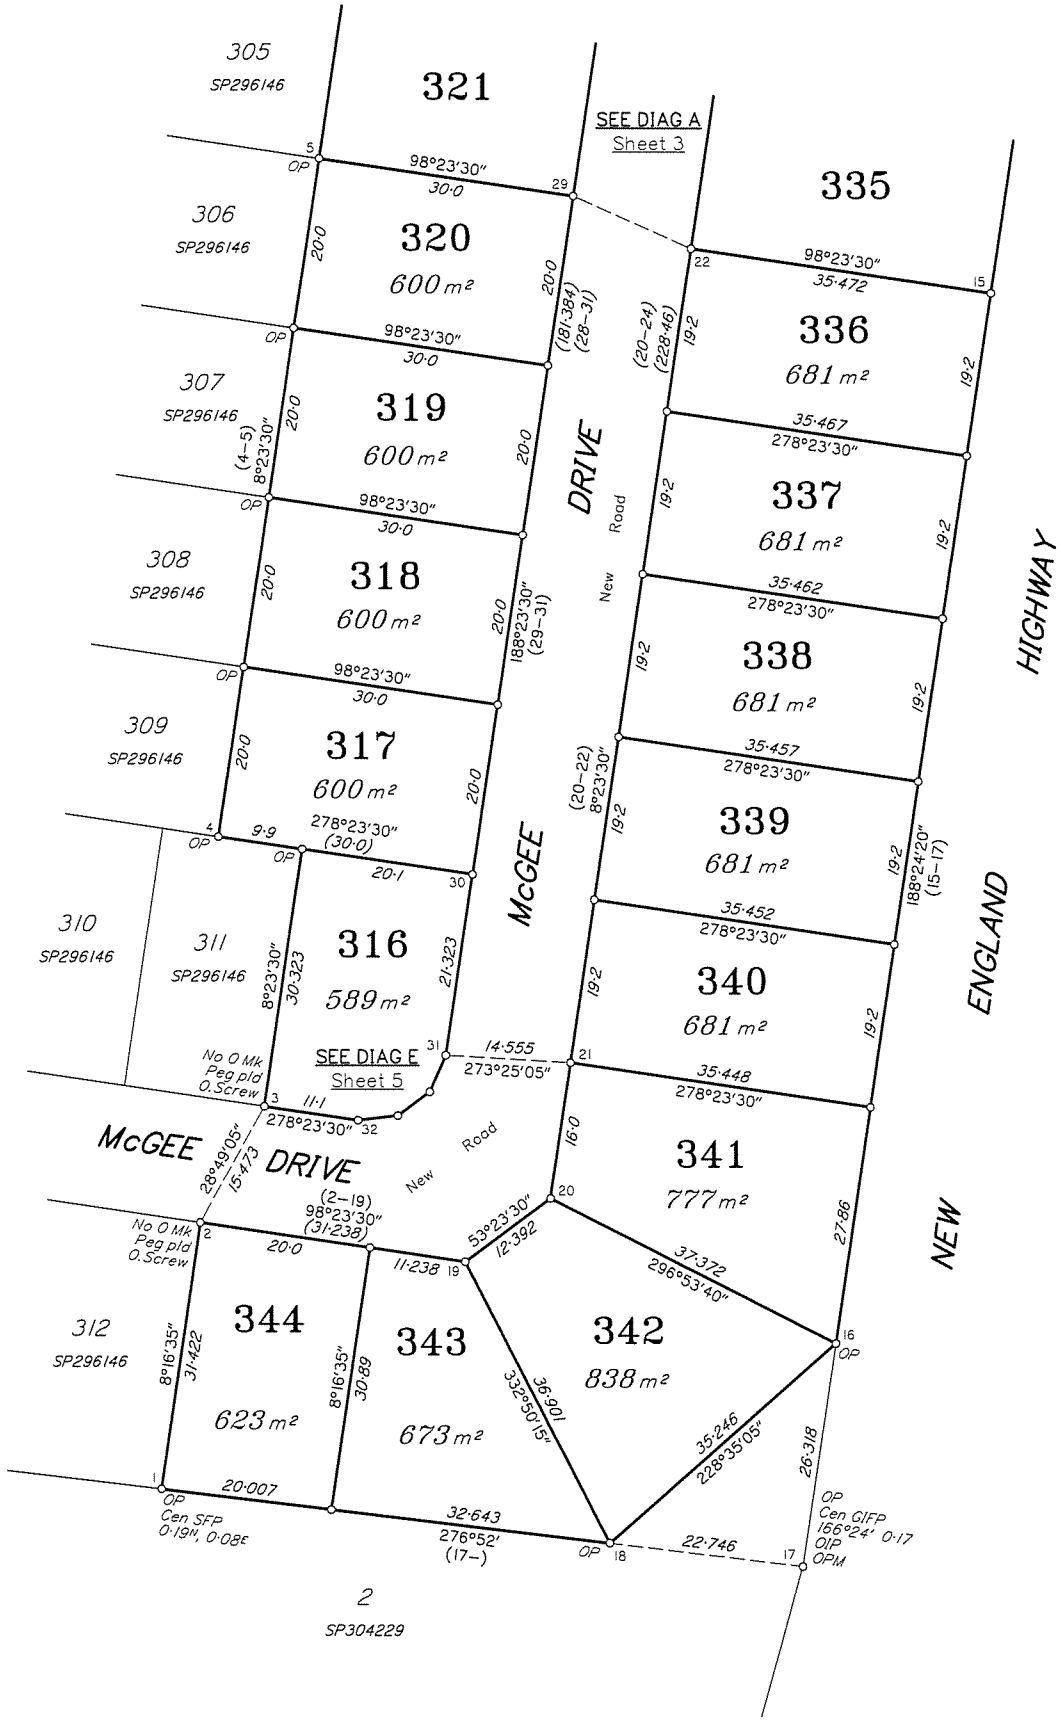 305
SP296146
321
SEE DIAG A
Sheet 3
335
5
OP
98°23'30"
30·0
29
306
SP296146
320
600 m²
20·0
20·0
(181·384)
(28-31)
22
98°23'30"
35·472
15
(20-24)
(228·46)
19·2
336
681 m²
19·2
OP
98°23'30"
30·0
307
SP296146
(4-5)
8°23'30"
20·0
319
600 m²
20·0
DRIVE
35·467
278°23'30"
OP
98°23'30"
30·0
New Road
19·2
337
681 m²
19·2
HIGHWAY
308
SP296146
20·0
318
600 m²
20·0
188°23'30"
(29-31)
35·462
278°23'30"
19·2
338
681 m²
19·2
OP
98°23'30"
30·0
309
SP296146
20·0
317
600 m²
20·0
35·457
278°23'30"
(20-22)
8°23'30"
19·2
339
681 m²
19·2
188°24'20"
(15-17)
4
OP
9·9
OP
278°23'30"
(30·0)
20·1
30
McGEE
35·452
278°23'30"
ENGLAND
310
SP296146
311
SP296146
8°23'30"
30·323
316
589 m²
21·323
19·2
340
681 m²
19·2
No O Mk
Peg pld
O.Screw
SEE DIAG E
Sheet 5
31
14·555
273°25'05"
21
35·448
278°23'30"
3
11·1
278°23'30"
32
McGEE DRIVE
28°49'05"
15·473
New Road
16·0
341
777 m²
27·86
NEW
(2-19)
98°23'30"
(31·238)
53°23'30"
12·392
20
No O Mk
Peg pld
O.Screw
2
20·0
11·238
19
37·372
296°53'40"
312
SP296146
8°16'35"
31·422
344
623 m²
8°16'35"
30·89
343
673 m²
36·901
332°50'15"
342
838 m²
16
OP
35·246
228°35'05"
26·318
1
OP
Cen SFP
0·19N, 0·08E
20·007
32·643
276°52'
(17-)
OP
18
22·746
17
OP
Cen GIFP
166°24' 0·17
OIP
OPM
2
SP304229